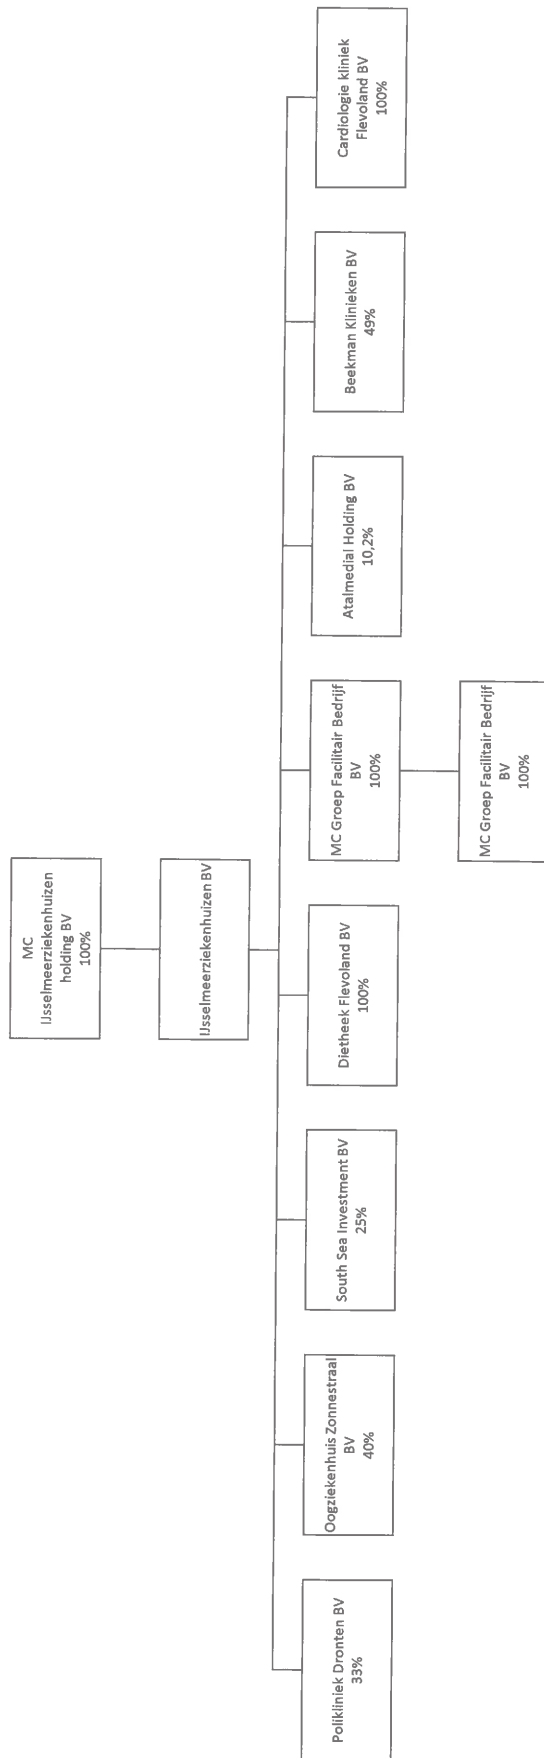 MC
IJsselmeerziekenhuizen
holding BV
100%
IJsselmeerziekenhuizen BV
Polikliniek Dronten BV
33%
Oogziekenhuis Zonnestraal
BV
40%
South Sea Investment BV
25%
Dietheek Flevoland BV
100%
MC Groep Facilitair Bedrijf
BV
100%
Atalmedial Holding BV
10,2%
Beekman Klinieken BV
49%
Cardiologie kliniek
Flevoland BV
100%
MC Groep Facilitair Bedrijf
BV
100%